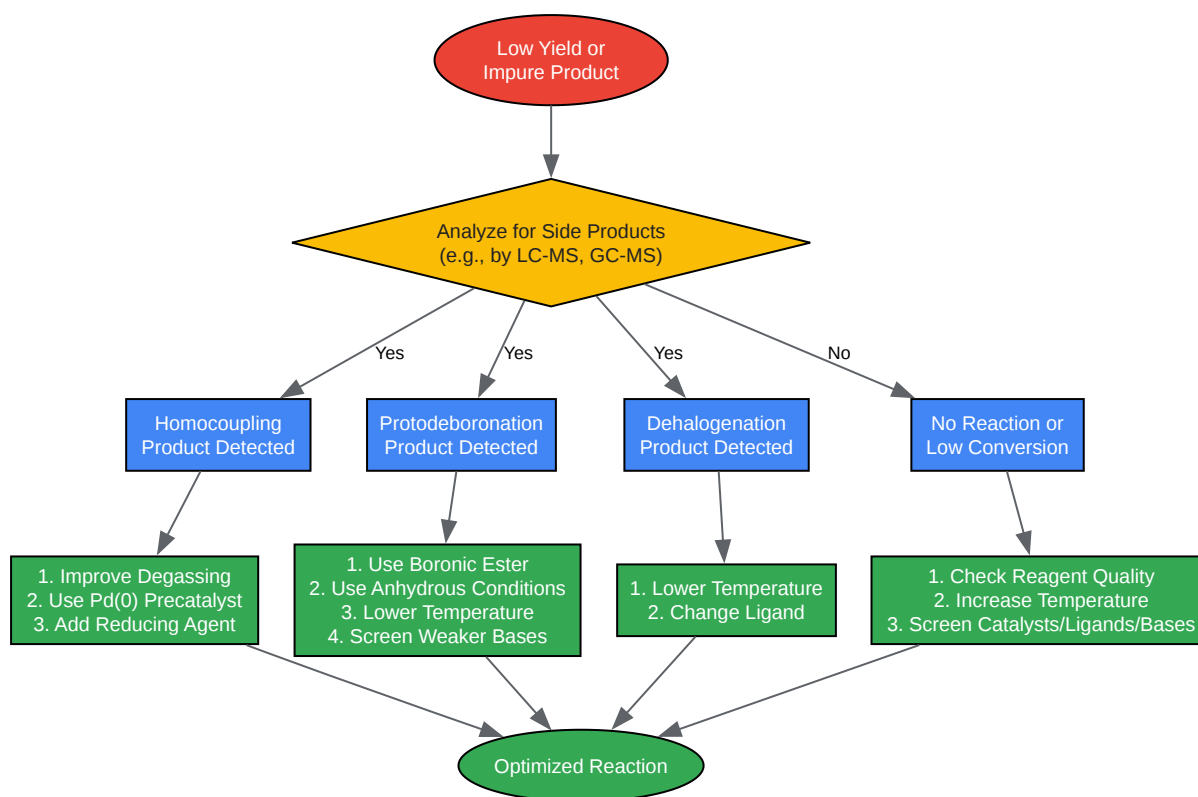 Low Yield or
Impure Product
Analyze for Side Products
(e.g., by LC-MS, GC-MS)
Yes
Yes
Yes
No
Homocoupling
Product Detected
Protodeboronation
Product Detected
Dehalogenation
Product Detected
No Reaction or
Low Conversion
1. Improve Degassing
2. Use Pd(0) Precatalyst
3. Add Reducing Agent
1. Use Boronic Ester
2. Use Anhydrous Conditions
3. Lower Temperature
4. Screen Weaker Bases
1. Lower Temperature
2. Change Ligand
1. Check Reagent Quality
2. Increase Temperature
3. Screen Catalysts/Ligands/Bases
Optimized Reaction